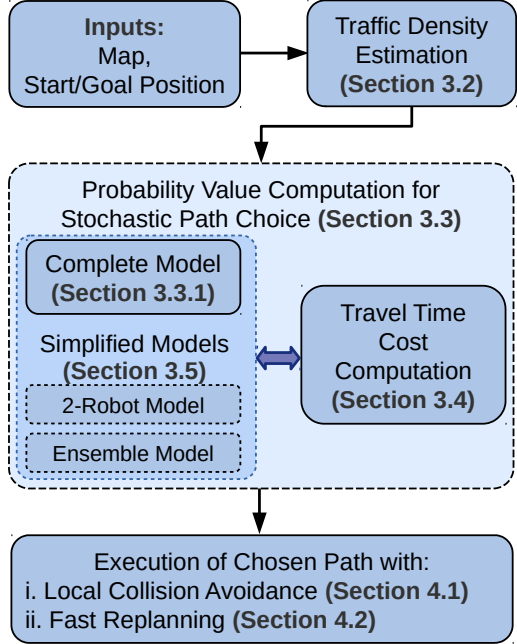 Inputs:
Map,
Start/Goal Position
Traffic Density
Estimation
(Section 3.2)
Probability Value Computation for
Stochastic Path Choice (Section 3.3)
Complete Model
(Section 3.3.1)
Simplified Models
(Section 3.5)
2-Robot Model
Ensemble Model
Travel Time
Cost
Computation
(Section 3.4)
Execution of Chosen Path with:
i. Local Collision Avoidance (Section 4.1)
ii. Fast Replanning (Section 4.2)